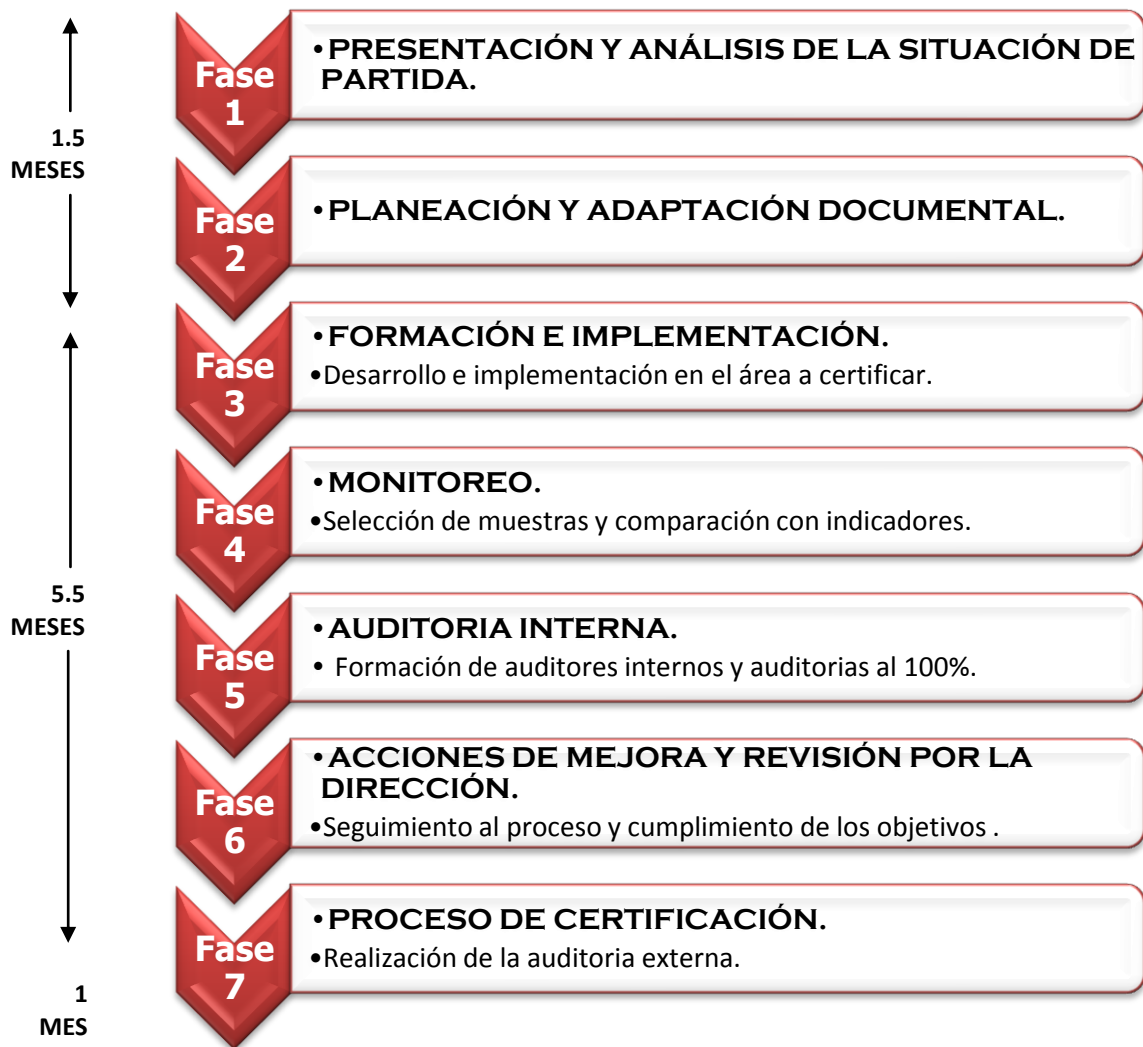 Fase
1
• PRESENTACIÓN Y ANÁLISIS DE LA SITUACIÓN DE
PARTIDA.
1.5
MESES
Fase
2
• PLANEACIÓN Y ADAPTACIÓN DOCUMENTAL.
Fase
3
• FORMACIÓN E IMPLEMENTACIÓN.
•Desarrollo e implementación en el área a certificar.
Fase
4
• MONITOREO.
•Selección de muestras y comparación con indicadores.
5.5
MESES
Fase
5
• AUDITORIA INTERNA.
• Formación de auditores internos y auditorias al 100%.
Fase
6
• ACCIONES DE MEJORA Y REVISIÓN POR LA
DIRECCIÓN.
•Seguimiento al proceso y cumplimiento de los objetivos .
Fase
7
• PROCESO DE CERTIFICACIÓN.
•Realización de la auditoria externa.
1
MES